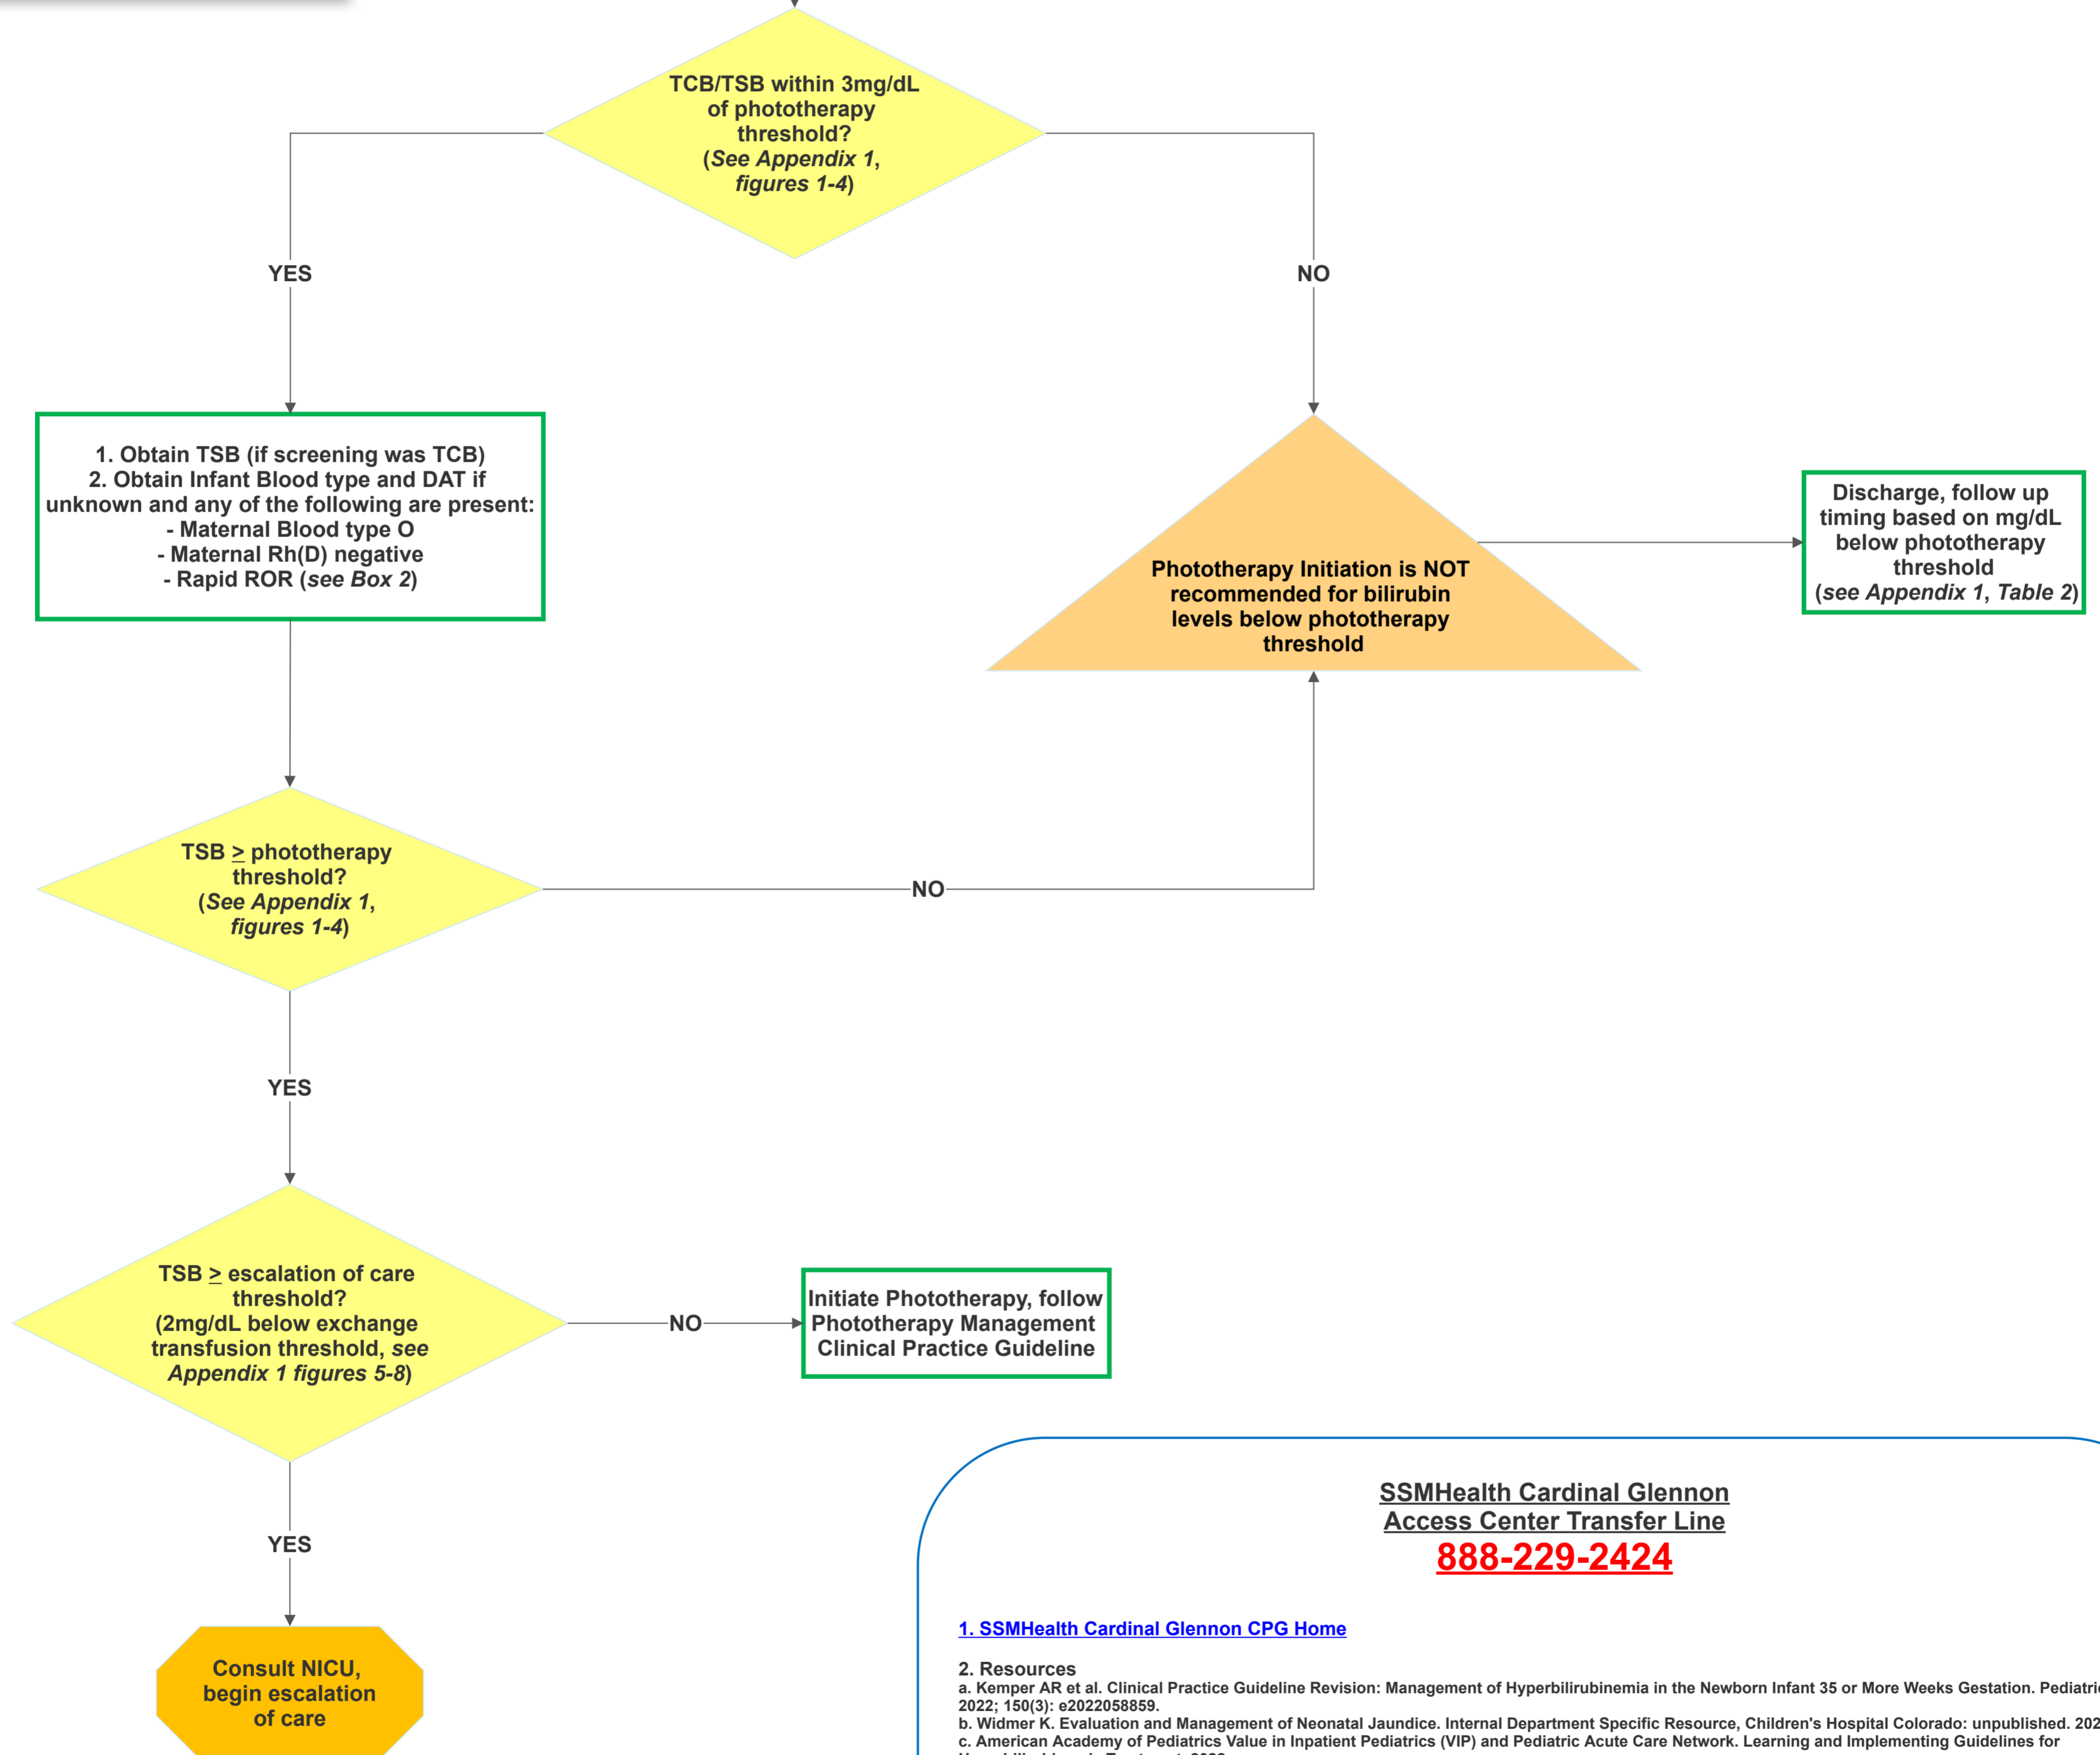 TCB/TSB within 3mg/dL
of phototherapy
threshold?
(See Appendix 1,
figures 1-4)
YES
NO
1. Obtain TSB (if screening was TCB)
2. Obtain Infant Blood type and DAT if
unknown and any of the following are present:
- Maternal Blood type O
- Maternal Rh(D) negative
- Rapid ROR (see Box 2)
Phototherapy Initiation is NOT
recommended for bilirubin
levels below phototherapy
threshold
Discharge, follow up
timing based on mg/dL
below phototherapy
threshold
(see Appendix 1, Table 2)
TSB ≥ phototherapy
threshold?
(See Appendix 1,
figures 1-4)
NO
YES
TSB ≥ escalation of care
threshold?
(2mg/dL below exchange
transfusion threshold, see
Appendix 1 figures 5-8)
NO
Initiate Phototherapy, follow
Phototherapy Management
Clinical Practice Guideline
YES
Consult NICU,
begin escalation
of care
SSMHealth Cardinal Glennon
Access Center Transfer Line
888-229-2424
1. SSMHealth Cardinal Glennon CPG Home
2. Resources
a. Kemper AR et al. Clinical Practice Guideline Revision: Management of Hyperbilirubinemia in the Newborn Infant 35 or More Weeks Gestation.
2022; 150(3): e2022058859.
b. Widmer K. Evaluation and Management of Neonatal Jaundice. Internal Department Specific Resource, Children's Hospital Colorado: unpublished.
c. American Academy of Pediatrics Value in Inpatient Pediatrics (VIP) and Pediatric Acute Care Network. Learning and Implementing Guidelines for